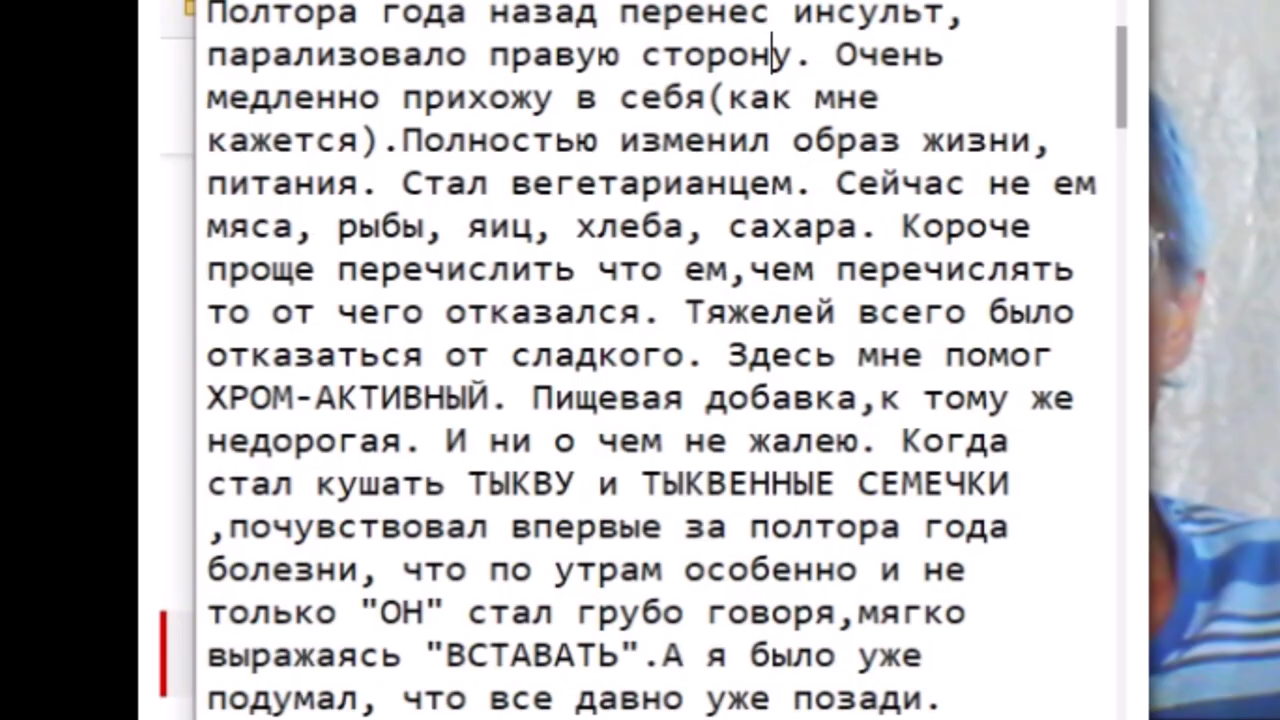 Полтора года назад перенес инсульт,
парализовало правую сторону. Очень
медленно прихожу в себя(как мне
кажется).Полностью изменил образ жизни,
питания. Стал вегетарианцем. Сейчас не ем
мяса, рыбы, яиц, хлеба, сахара. Короче
проще перечислить что ем,чем перечислять
то от чего отказался. Тяжелей всего было
отказаться от сладкого. Здесь мне помог
ХРОМ-АКТИВНЫЙ. Пищевая добавка,к тому же
недорогая. И ни о чем не жалею. Когда
стал кушать ТЫКВУ и ТЫКВЕННЫЕ СЕМЕЧКИ
,почувствовал впервые за полтора года
болезни, что по утрам особенно и не
только "ОН" стал грубо говоря,мягко
выражаясь "ВСТАВАТЬ".А я было уже
подумал, что все давно уже позади.